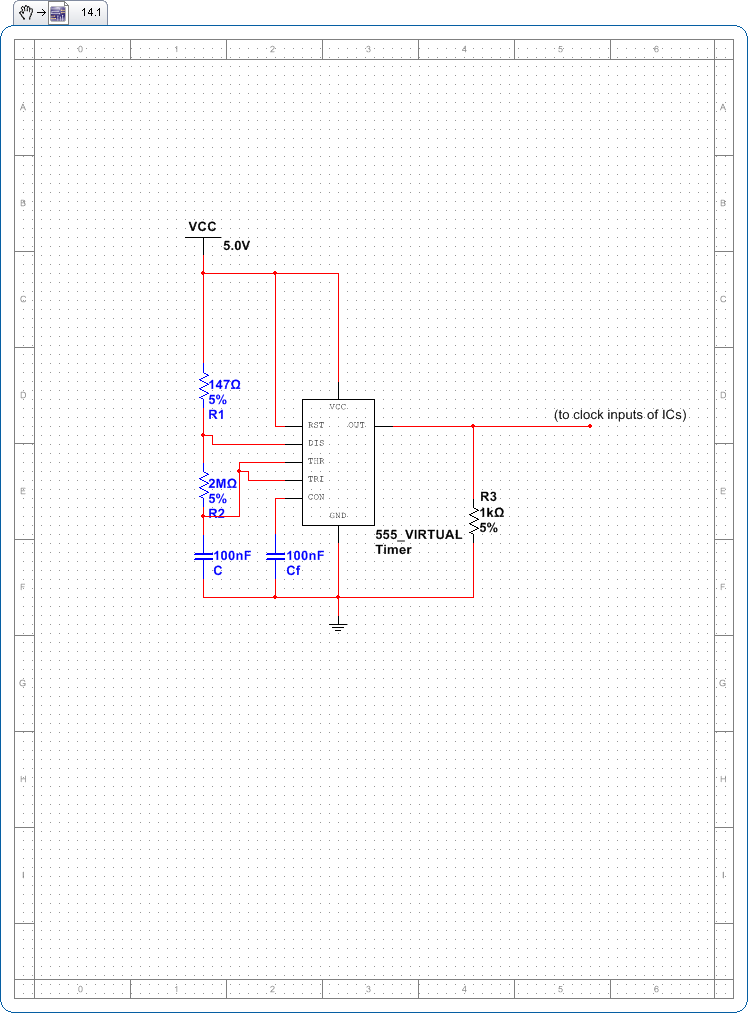 14.1
0 1 2 3 4 5 6
A A
B B
VCC
5.0V
C C
147Ω
5%
R1
D D
VCC
RST OUT
DIS
THR
TRI
CON
GND
(to clock inputs of ICs)
2MΩ
5%
R2
E E
R3
1kΩ
5%
555_VIRTUAL
Timer
100nF
C
100nF
Cf
F F
G G
H H
I I
0 1 2 3 4 5 6